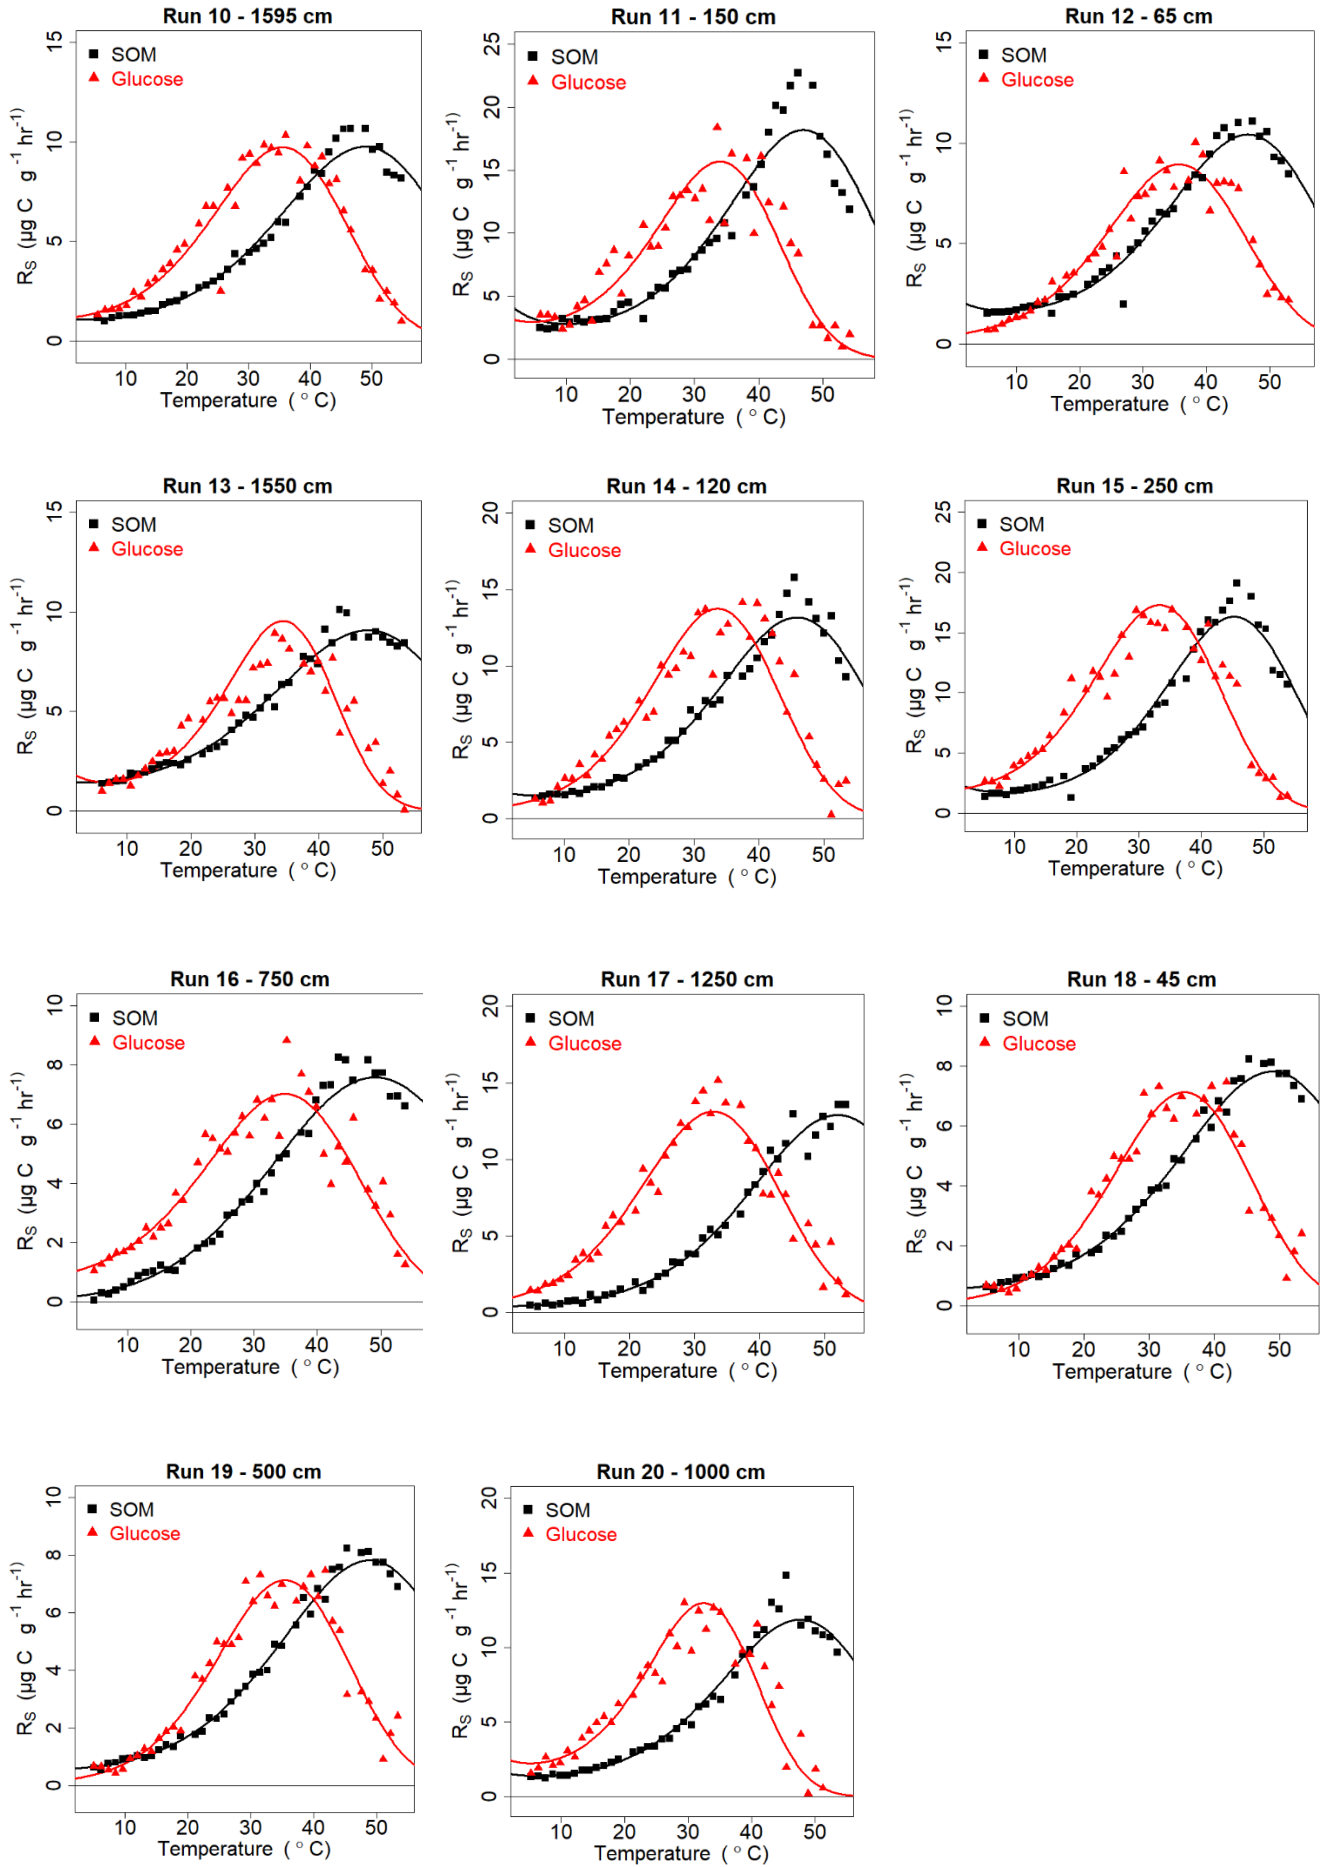 Run 10 - 1595 cm
SOM
Glucose
15
10
5
0
R_S (µg C g⁻¹ hr⁻¹)
10 20 30 40 50
Temperature (°C)
Run 11 - 150 cm
SOM
Glucose
25
20
15
10
5
0
R_S (µg C g⁻¹ hr⁻¹)
10 20 30 40 50
Temperature (°C)
Run 12 - 65 cm
SOM
Glucose
15
10
5
0
R_S (µg C g⁻¹ hr⁻¹)
10 20 30 40 50
Temperature (°C)
Run 13 - 1550 cm
SOM
Glucose
15
10
5
0
R_S (µg C g⁻¹ hr⁻¹)
10 20 30 40 50
Temperature (°C)
Run 14 - 120 cm
SOM
Glucose
20
15
10
5
0
R_S (µg C g⁻¹ hr⁻¹)
10 20 30 40 50
Temperature (°C)
Run 15 - 250 cm
SOM
Glucose
25
20
15
10
5
0
R_S (µg C g⁻¹ hr⁻¹)
10 20 30 40 50
Temperature (°C)
Run 16 - 750 cm
SOM
Glucose
10
8
6
4
2
0
R_S (µg C g⁻¹ hr⁻¹)
10 20 30 40 50
Temperature (°C)
Run 17 - 1250 cm
SOM
Glucose
20
15
10
5
0
R_S (µg C g⁻¹ hr⁻¹)
10 20 30 40 50
Temperature (°C)
Run 18 - 45 cm
SOM
Glucose
10
8
6
4
2
0
R_S (µg C g⁻¹ hr⁻¹)
10 20 30 40 50
Temperature (°C)
Run 19 - 500 cm
SOM
Glucose
10
8
6
4
2
0
R_S (µg C g⁻¹ hr⁻¹)
10 20 30 40 50
Temperature (°C)
Run 20 - 1000 cm
SOM
Glucose
20
15
10
5
0
R_S (µg C g⁻¹ hr⁻¹)
10 20 30 40 50
Temperature (°C)